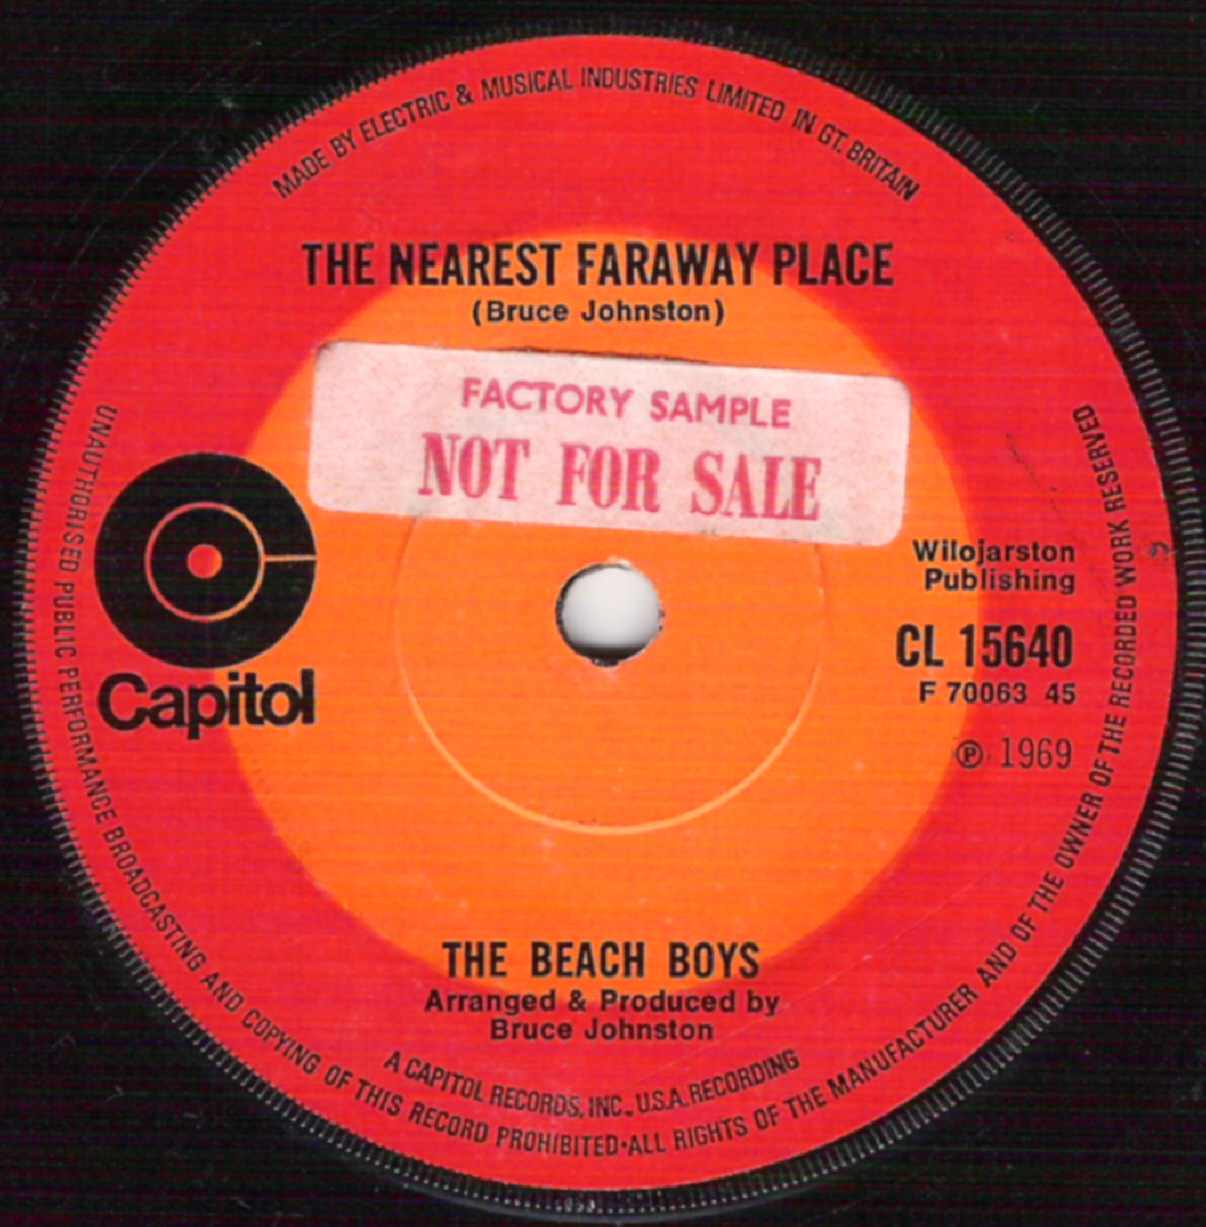 MADE BY ELECTRIC & MUSICAL INDUSTRIES LIMITED IN GT. BRITAIN
THE NEAREST FARAWAY PLACE
(Bruce Johnston)
FACTORY SAMPLE
NOT FOR SALE
Capitol
Wilojarston
Publishing
CL 15640
F 70063 45
℗ 1969
THE BEACH BOYS
Arranged & Produced by
Bruce Johnston
A CAPITOL RECORDS, INC., U.S.A. RECORDING
UNAUTHORISED PUBLIC PERFORMANCE BROADCASTING AND COPYING OF THIS RECORD PROHIBITED·ALL RIGHTS OF THE MANUFACTURER AND OF THE OWNER OF THE RECORDED WORK RESERVED